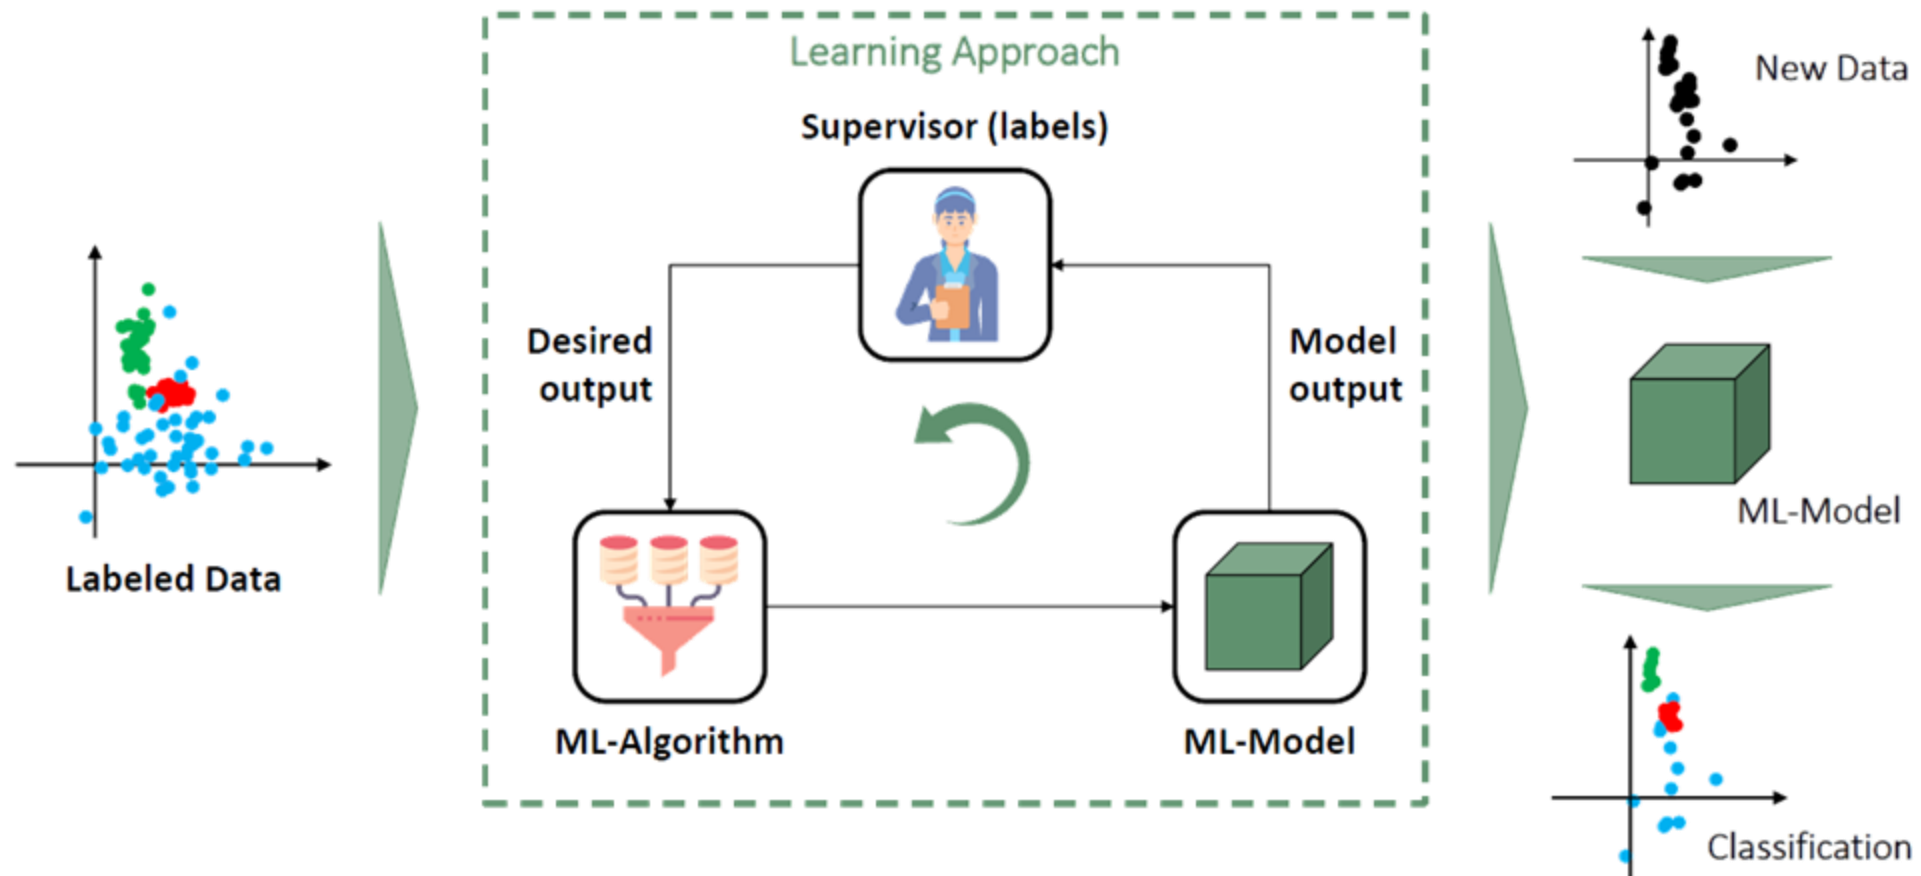 Learning Approach
Supervisor (labels)
New Data
Desired
output
Model
output
Labeled Data
ML-Algorithm
ML-Model
ML-Model
Classification